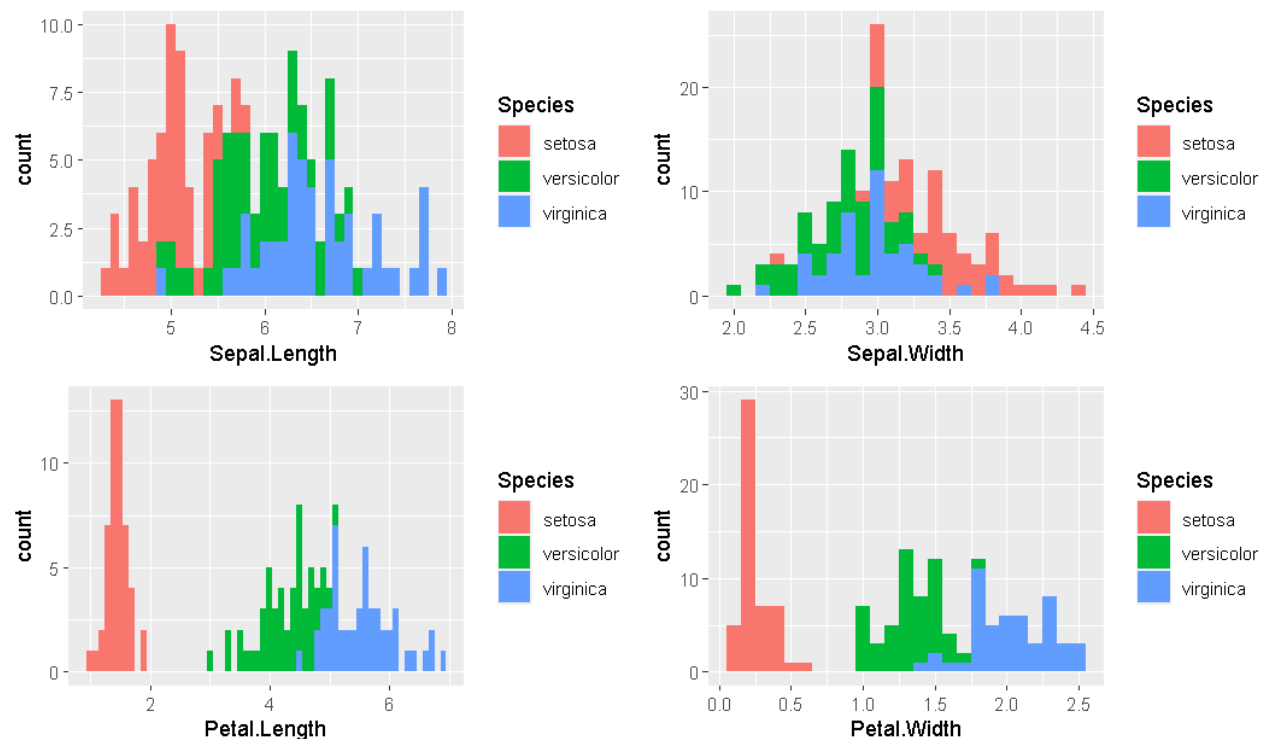 10.0
7.5
5.0
2.5
0.0
count
5 6 7 8
Sepal.Length
Species
setosa
versicolor
virginica
20
10
0
count
2.0 2.5 3.0 3.5 4.0 4.5
Sepal.Width
Species
setosa
versicolor
virginica
10
5
0
count
2 4 6
Petal.Length
Species
setosa
versicolor
virginica
30
20
10
0
count
0.0 0.5 1.0 1.5 2.0 2.5
Petal.Width
Species
setosa
versicolor
virginica